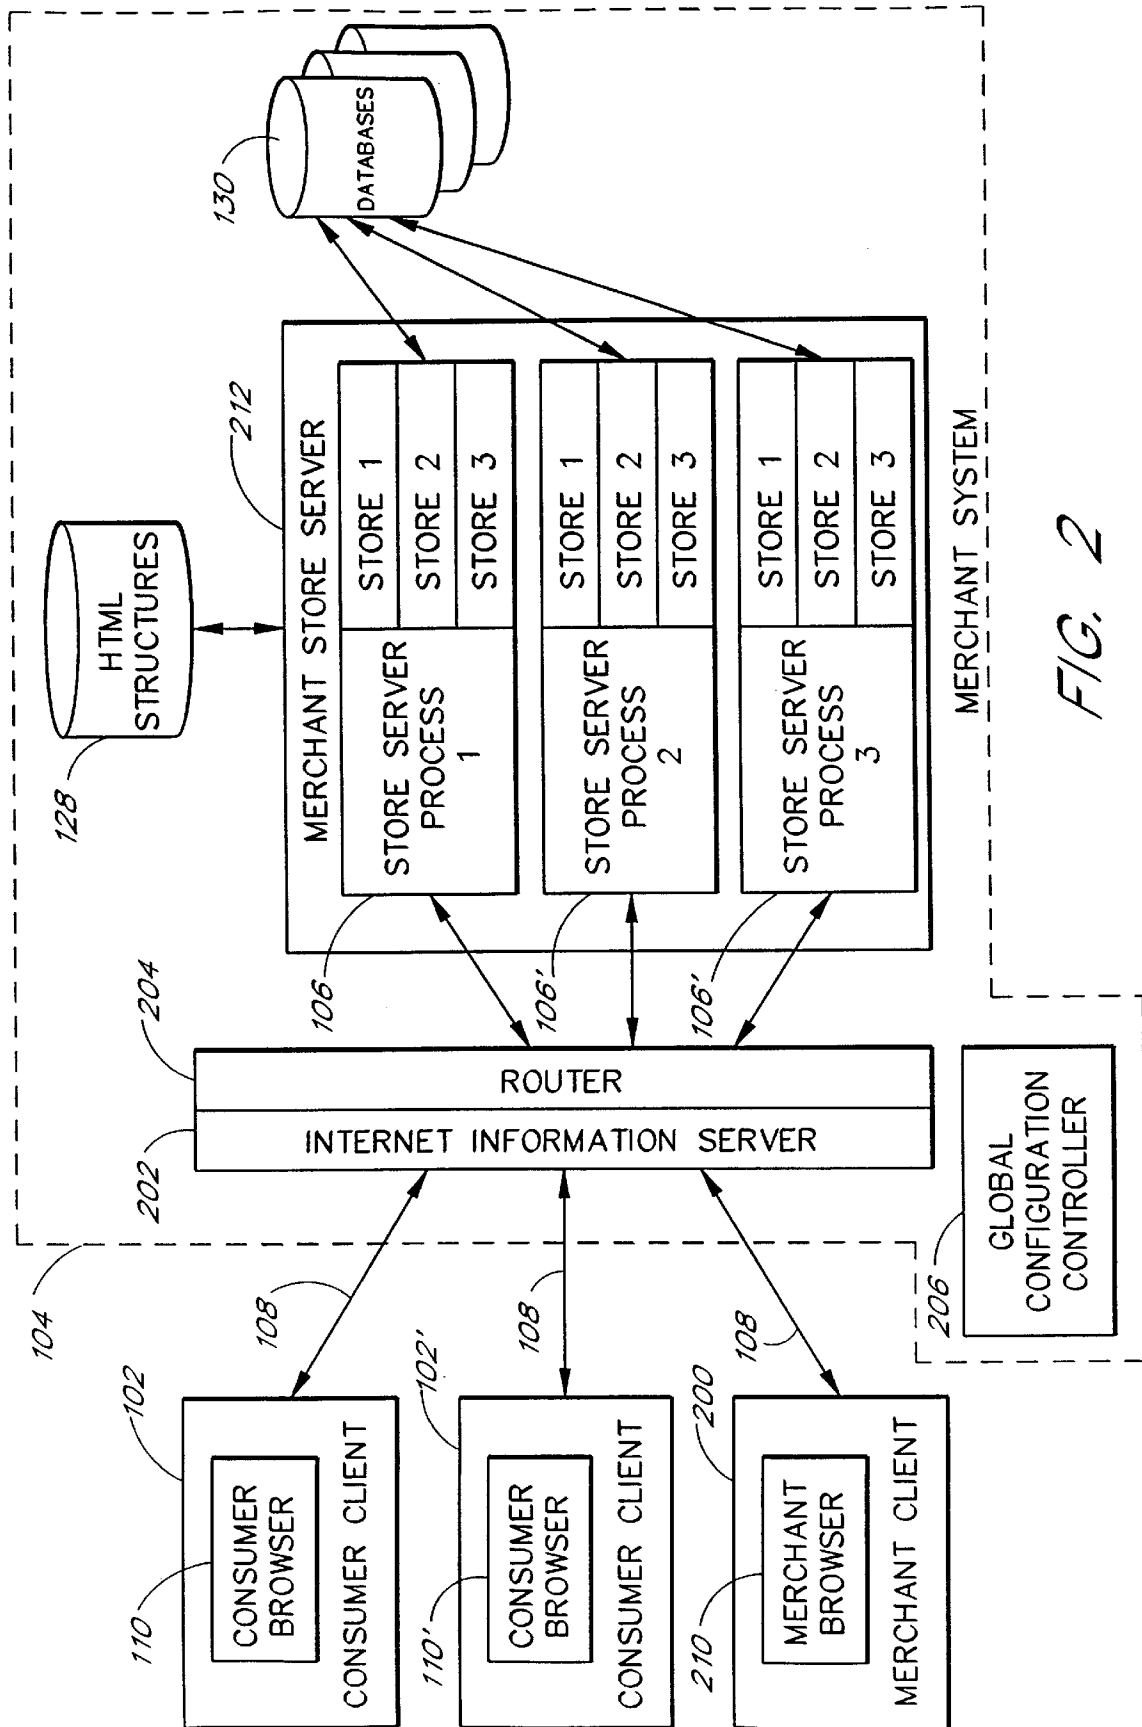 104
102
110
CONSUMER
BROWSER
CONSUMER CLIENT
102'
110'
CONSUMER
BROWSER
CONSUMER CLIENT
200
210
MERCHANT
BROWSER
MERCHANT CLIENT
108
108
108
202
204
INTERNET INFORMATION SERVER
ROUTER
206
GLOBAL
CONFIGURATION
CONTROLLER
128
HTML
STRUCTURES
212
MERCHANT STORE SERVER
106
STORE SERVER
PROCESS
1
STORE 1
STORE 2
STORE 3
106'
STORE SERVER
PROCESS
2
STORE 1
STORE 2
STORE 3
106'
STORE SERVER
PROCESS
3
STORE 1
STORE 2
STORE 3
130
DATABASES
MERCHANT SYSTEM
FIG. 2